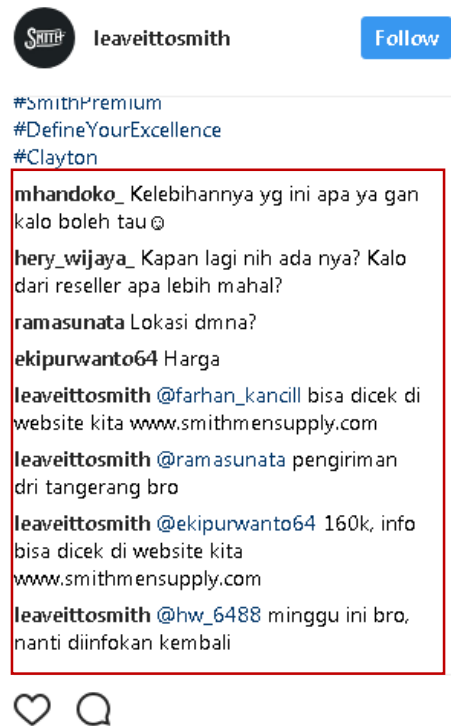 SMITH
leaveittosmith
Follow
#SmithPremium
#DefineYourExcellence
#Clayton
mhandoko_ Kelebihannya yg ini apa ya gan
kalo boleh tau☺
hery_wijaya_ Kapan lagi nih ada nya? Kalo
dari reseller apa lebih mahal?
ramasunata Lokasi dmna?
ekipurwanto64 Harga
leaveittosmith @farhan_kancill bisa dicek di
website kita www.smithmensupply.com
leaveittosmith @ramasunata pengiriman
dri tangerang bro
leaveittosmith @ekipurwanto64 160k, info
bisa dicek di website kita
www.smithmensupply.com
leaveittosmith @hw_6488 minggu ini bro,
nanti diinfokan kembali